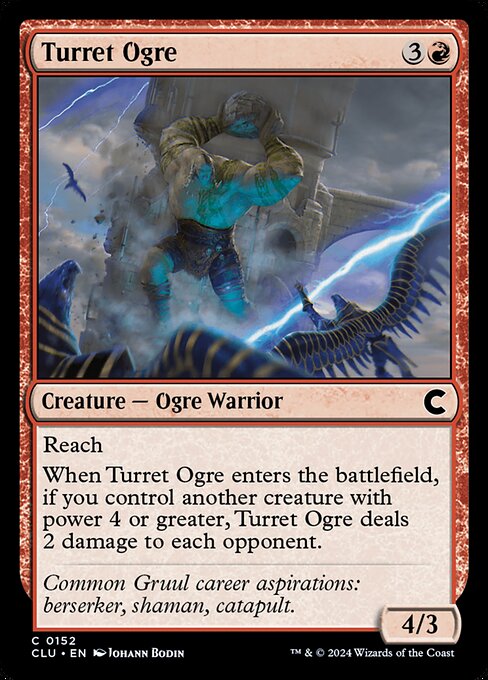 Turret Ogre 3
Creature — Ogre Warrior
Reach
When Turret Ogre enters the battlefield,
if you control another creature with
power 4 or greater, Turret Ogre deals
2 damage to each opponent.
Common Gruul career aspirations:
berserker, shaman, catapult.
4/3
C 0152
CLU • EN Johann Bodin ™ & © 2024 Wizards of the Coast